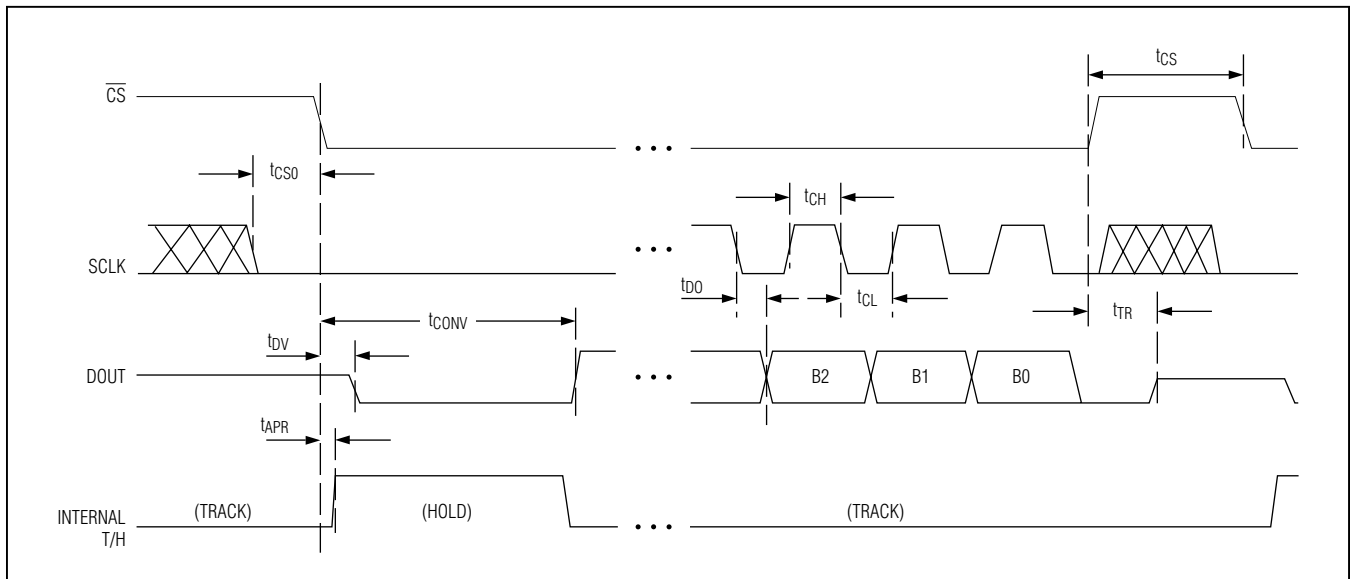 tCS
CS
• • •
tCS0
tCH
SCLK
• • •
tDO
tCL
tTR
tCONV
tDV
DOUT
• • •
B2
B1
B0
tAPR
INTERNAL
T/H
(TRACK)
(HOLD)
• • •
(TRACK)